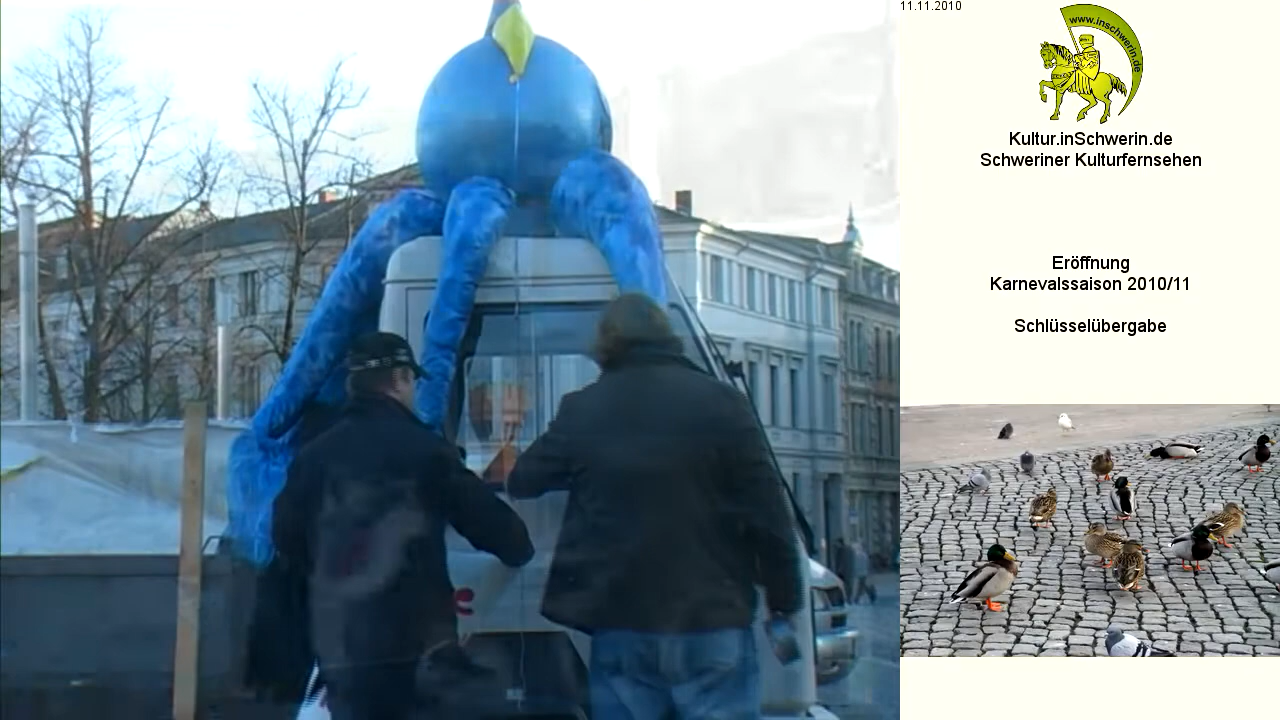 11.11.2010
www.inschwerin.de
Kultur.inSchwerin.de
Schweriner Kulturfernsehen
Eröffnung
Karnevalssaison 2010/11
Schlüsselübergabe